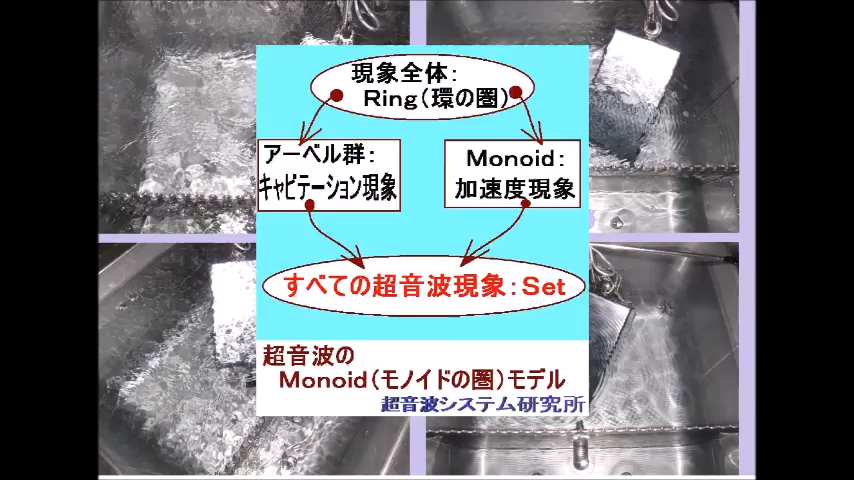 現象全体：
Ring（環の圏）
アーベル群：
キャビテーション現象
Monoid：
加速度現象
すべての超音波現象：Set
超音波の
Monoid（モノイドの圏）モデル
超音波システム研究所